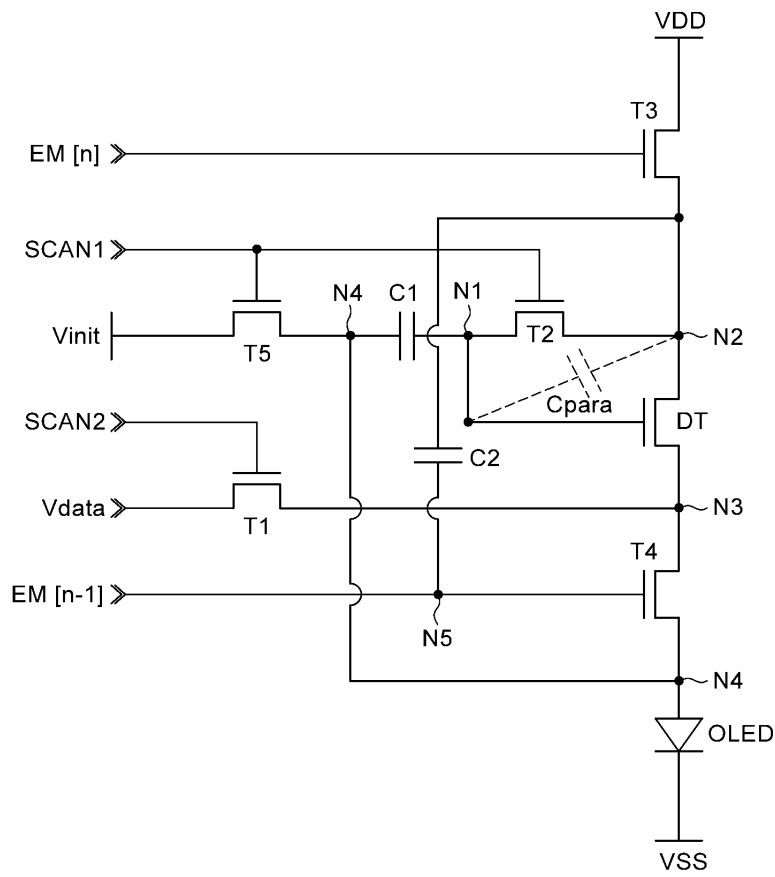 VDD
T3
EM [n]
SCAN1
N4
C1
N1
Vinit
T5
T2
N2
Cpara
SCAN2
DT
C2
Vdata
T1
N3
T4
EM [n-1]
N5
N4
OLED
VSS